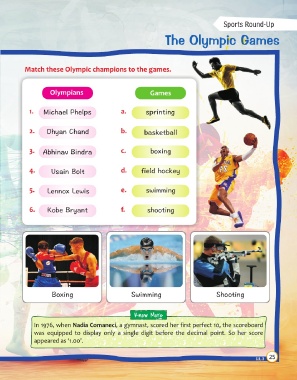 Sports Round-Up
The Olympic Games
Match these Olympic champions to the games.
Olympians Games
1. Michael Phelps a. sprinting
2. Dhyan Chand b. basketball
3. Abhinav Bindra c. boxing
4. Usain Bolt d. field hockey
5. Lennox Lewis e. swimming
6. Kobe Bryant f. shooting
Boxing Swimming Shooting
Know More
In 1976, when Nadia Comaneci, a gymnast, scored her first perfect 10, the scoreboard
was equipped to display only a single digit before the decimal point. So her score
appeared as '1.00'.
25